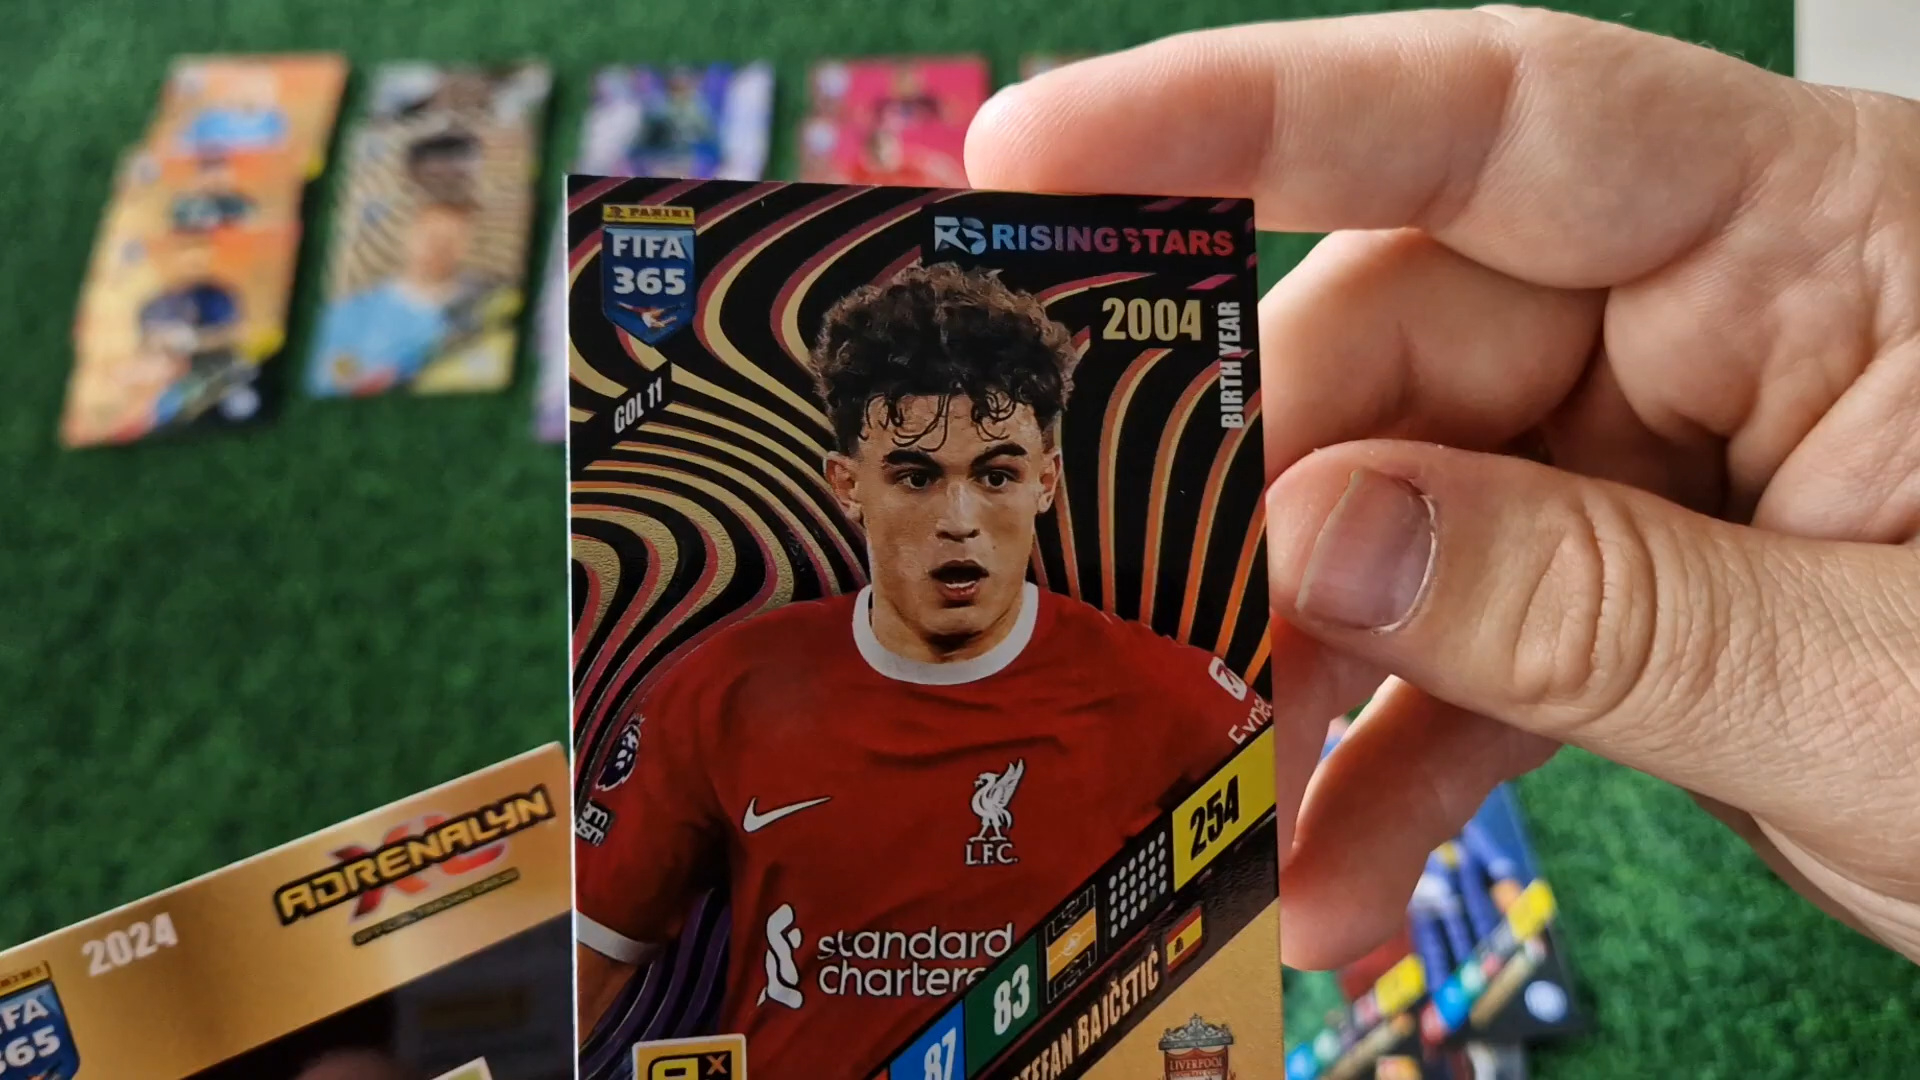 PANINI
FIFA
365
RISING STARS
2004
BIRTH YEAR
GOL 11
L.F.C.
standard
chartere
254
83
87
STEFAN BAJČETIĆ
LIVERPOOL
X
2024
ADRENALYN
XL
FIFA
365